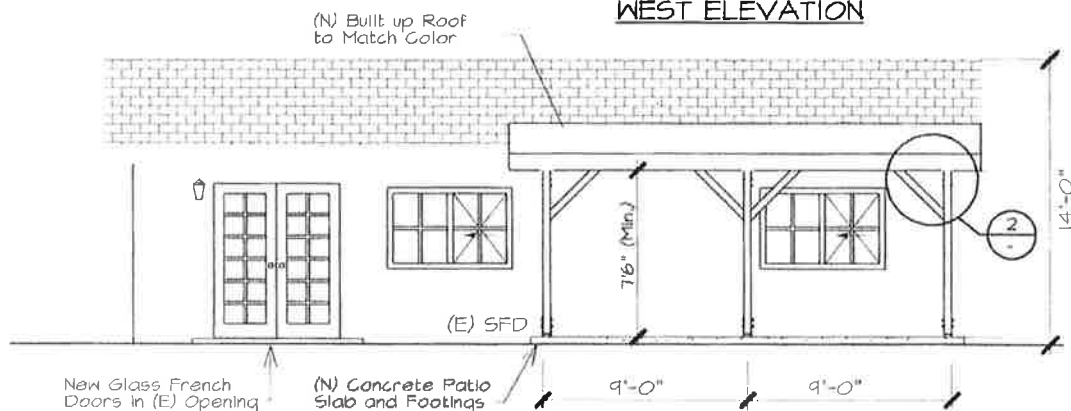 WEST ELEVATION
(N) Built up Roof
to Match Color
7'6" (Min.)
14'-0"
2
-
(E) SFD
New Glass French
Doors in (E) Opening
(N) Concrete Patio
Slab and Footings
9'-0"
9'-0"